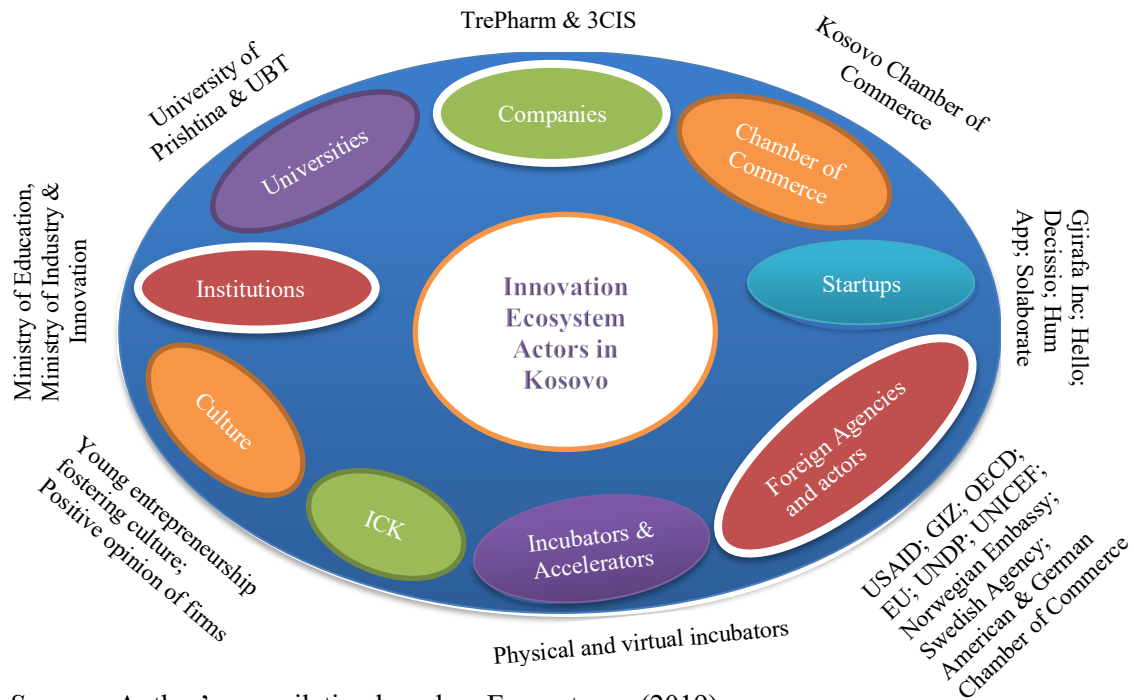 TrePharm & 3CIS
Kosovo Chamber of
Commerce
University of
Prishtina & UBT
Companies
Chamber of
Commerce
Universities
Ministry of Education,
Ministry of Industry &
Innovation
Institutions
Innovation
Ecosystem
Actors in
Kosovo
Startups
Gjirafa Inc; Hello;
Decissio; Hum
App; Solaborate
Culture
Foreign Agencies
and actors
ICK
Incubators &
Accelerators
Young entrepreneurship
fostering culture;
Positive opinion of firms
USAID; GIZ; OECD;
EU; UNDP; UNICEF;
Norwegian Embassy;
Swedish Agency;
American & German
Chamber of Commerce
Physical and virtual incubators
(2019)